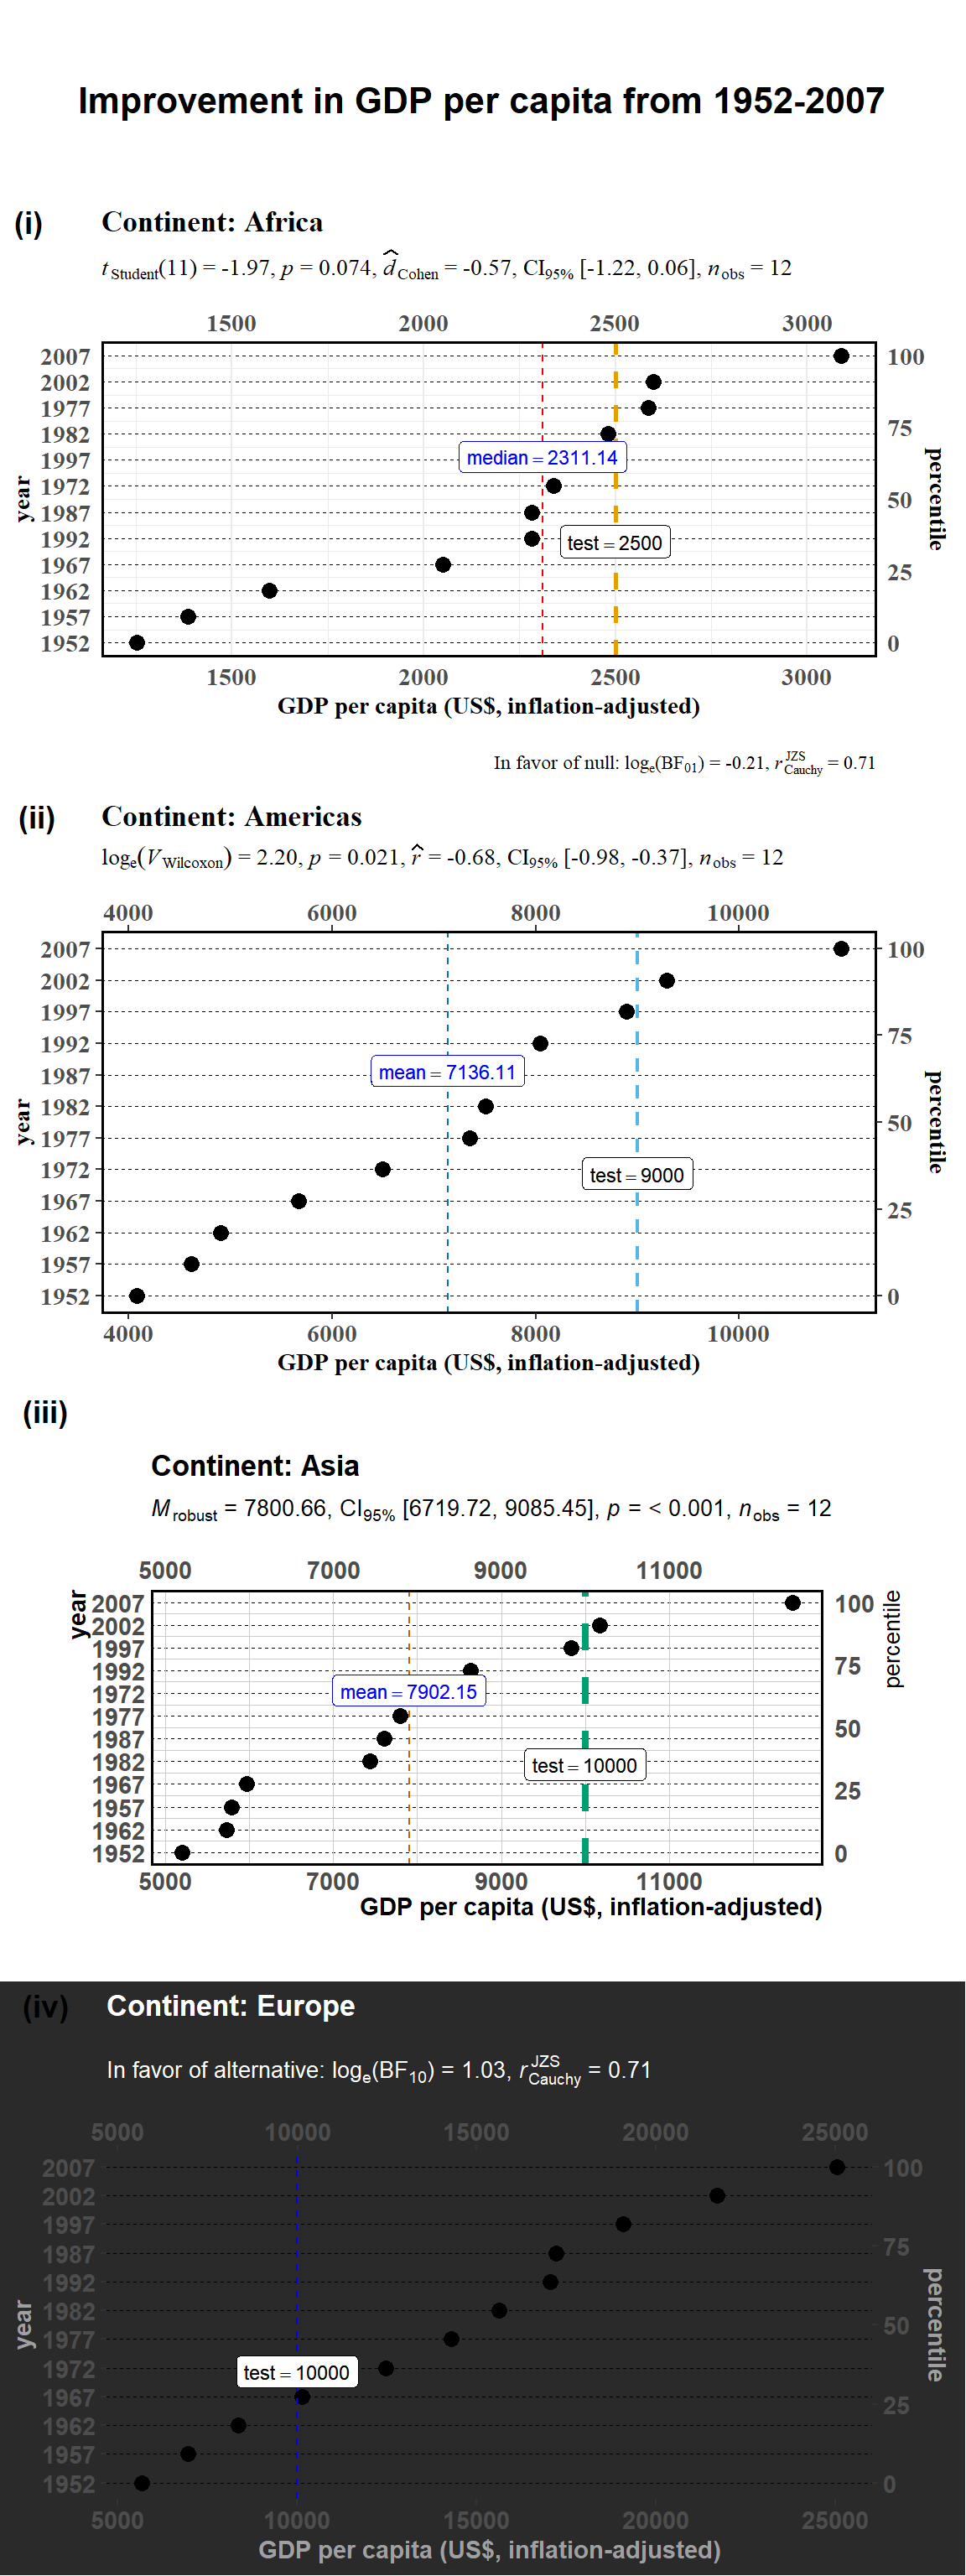 Improvement in GDP per capita from 1952-2007
(i)
Continent: Africa
t Student(11) = -1.97, p = 0.074, d̂ Cohen = -0.57, CI95% [-1.22, 0.06], n obs = 12
1500 2000 2500 3000
2007 100
2002
1977
1982 75
median = 2311.14
1997
1972
year
percentile
1987 50
1992
test = 2500
1967 25
1962
1957
1952 0
1500 2000 2500 3000
GDP per capita (US$, inflation-adjusted)
In favor of null: loge(BF01) = -0.21, r JZS Cauchy = 0.71
(ii)
Continent: Americas
loge(V Wilcoxon) = 2.20, p = 0.021, r̂ = -0.68, CI95% [-0.98, -0.37], n obs = 12
4000 6000 8000 10000
2007 100
2002
1997
1992 75
mean = 7136.11
1987
1982
year
percentile
1977 50
1972
test = 9000
1967 25
1962
1957
1952 0
4000 6000 8000 10000
GDP per capita (US$, inflation-adjusted)
(iii)
Continent: Asia
M robust = 7800.66, CI95% [6719.72, 9085.45], p = < 0.001, n obs = 12
5000 7000 9000 11000
year
percentile
2007 100
2002
1997
1992 75
mean = 7902.15
1972
1977 50
1987
1982
test = 10000
1967 25
1957
1962
1952 0
5000 7000 9000 11000
GDP per capita (US$, inflation-adjusted)
(iv)
Continent: Europe
In favor of alternative: loge(BF10) = 1.03, r JZS Cauchy = 0.71
5000 10000 15000 20000 25000
2007 100
2002
1997
1987 75
1992
1982
year
percentile
1977 50
1972
test = 10000
1967 25
1962
1957
1952 0
5000 10000 15000 20000 25000
GDP per capita (US$, inflation-adjusted)